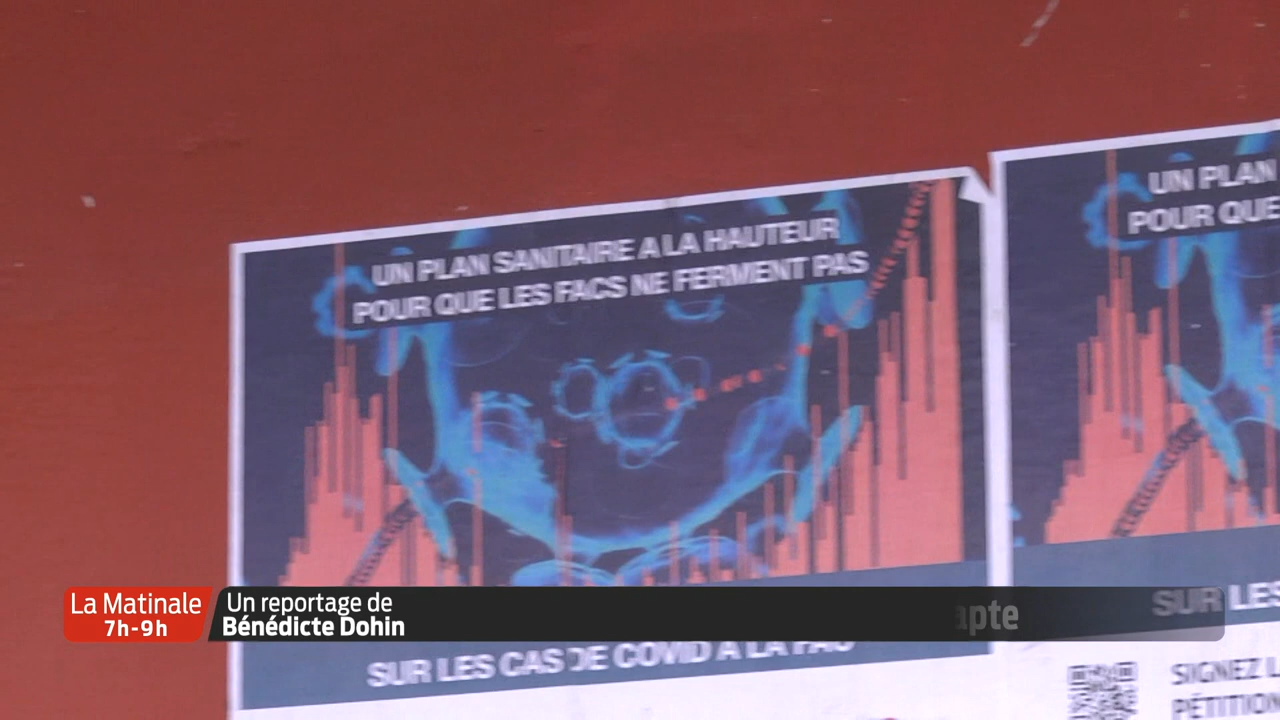 UN PLAN SANITAIRE A LA HAUTEUR
POUR QUE LES FACS NE FERMENT PAS
SUR LES CAS DE COVID A LA FAC
UN PLAN
POUR QUE
SUR LES
SIGNEZ
PÉTITION
La Matinale
7h-9h
Un reportage de
Bénédicte Dohin
apte